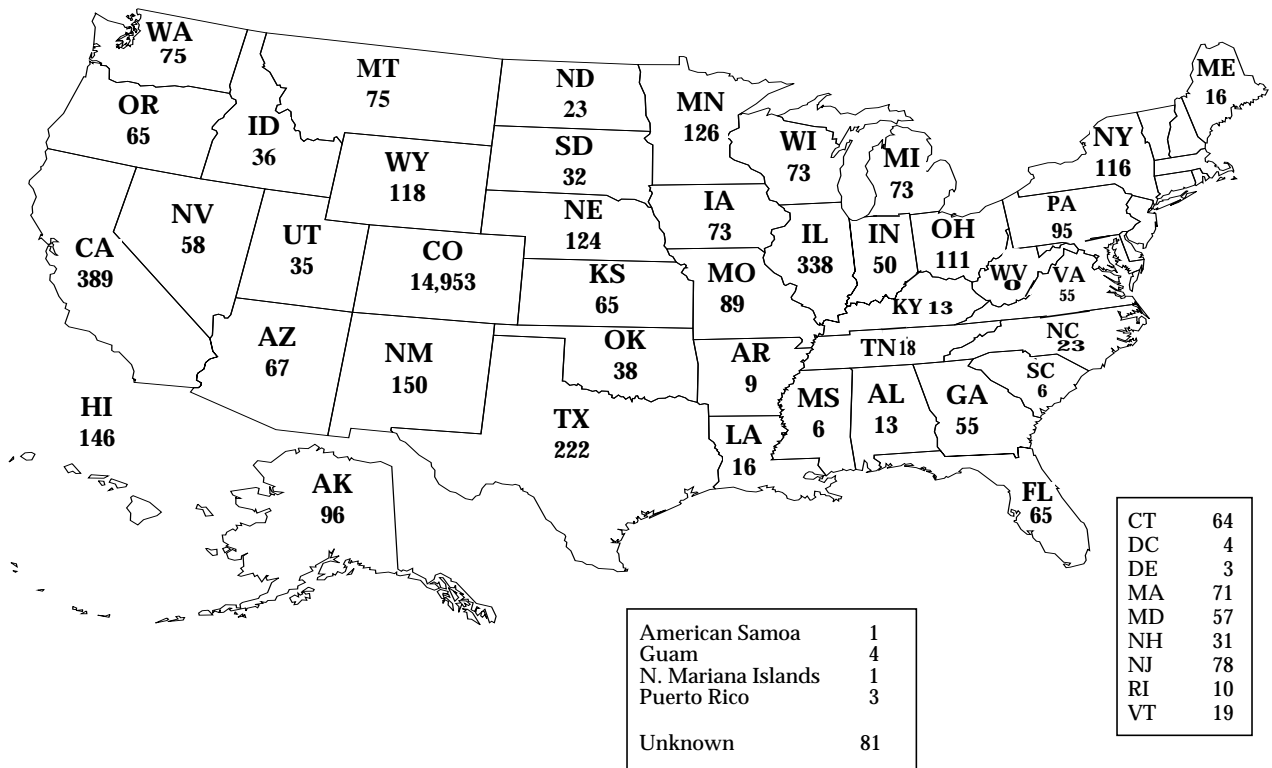 WA
75
MT
75
ND
23
MN
126
ME
16
OR
65
ID
36
WY
118
SD
32
WI
73
MI
73
NY
116
NV
58
UT
35
NE
124
IA
73
PA
95
CA
389
CO
14,953
KS
65
MO
89
IL
338
IN
50
OH
111
WV
0
VA
55
KY 13
AZ
67
NM
150
OK
38
AR
9
TN 18
NC
23
SC
6
HI
146
TX
222
LA
16
MS
6
AL
13
GA
55
AK
96
FL
65
CT 64
DC 4
DE 3
MA 71
MD 57
NH 31
NJ 78
RI 10
VT 19
American Samoa 1
Guam 4
N. Mariana Islands 1
Puerto Rico 3
Unknown 81